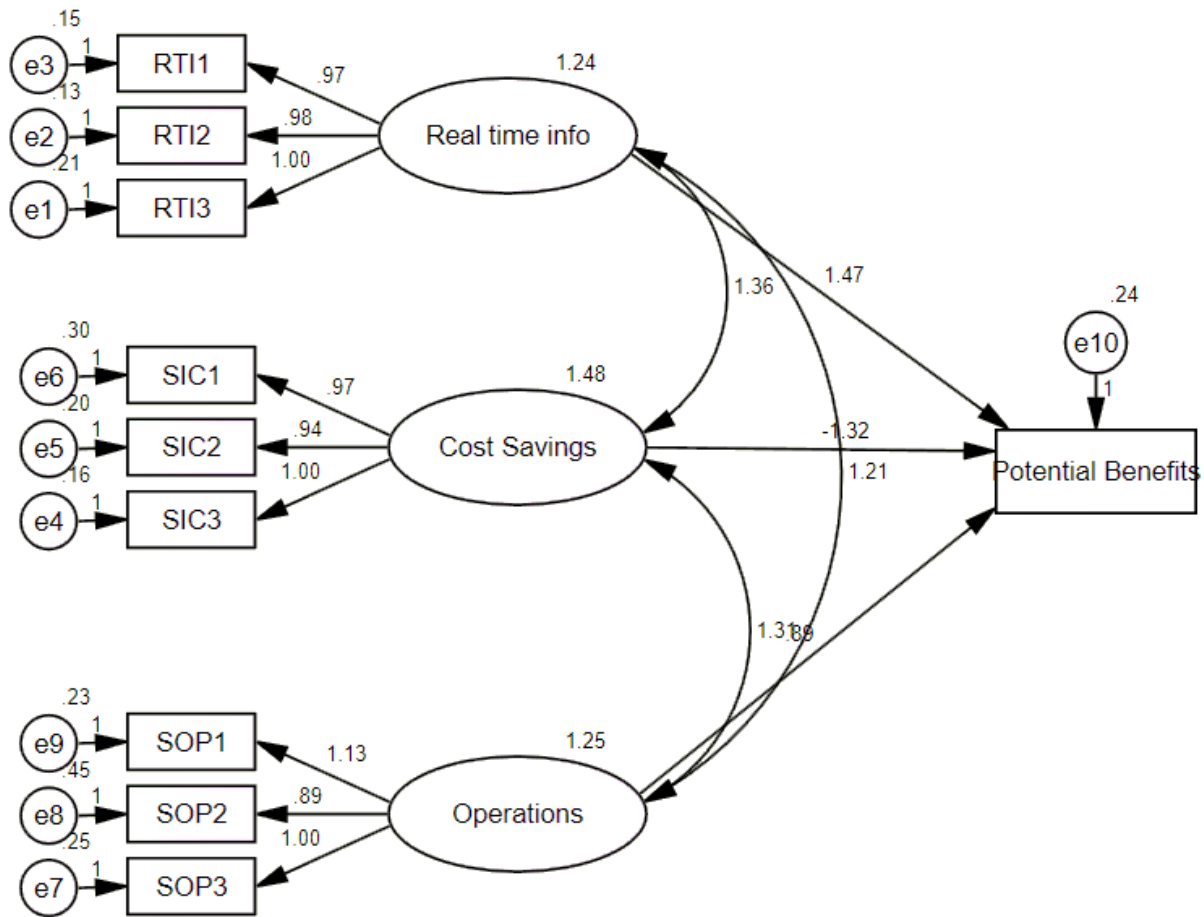 .15
1
e3
RTI1
.97
1.24
.13
1
e2
RTI2
.98
Real time info
.21
1
e1
RTI3
1.00
1.36
1.47
.24
e10
1
.30
1
e6
SIC1
.97
1.48
.20
1
e5
SIC2
.94
Cost Savings
-1.32
1.21
Potential Benefits
.16
1
e4
SIC3
1.00
1.31
.89
.23
1
e9
SOP1
1.13
1.25
.45
1
e8
SOP2
.89
Operations
.25
1
e7
SOP3
1.00